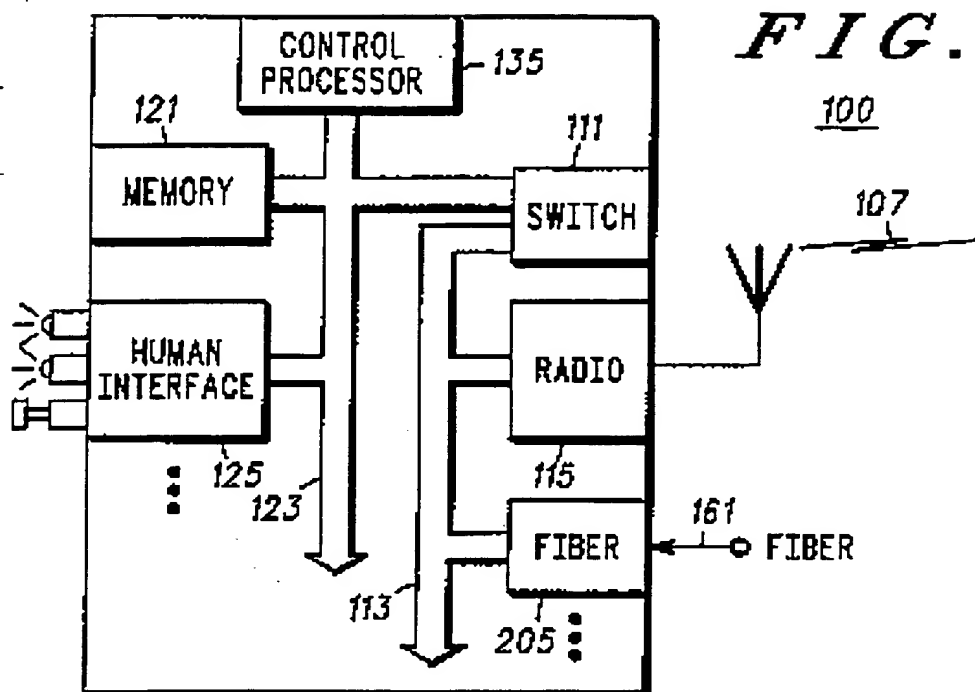 FIG.
100
CONTROL
PROCESSOR
135
121
MEMORY
111
SWITCH
107
HUMAN
INTERFACE
125
123
RADIO
115
113
FIBER
205
161
FIBER